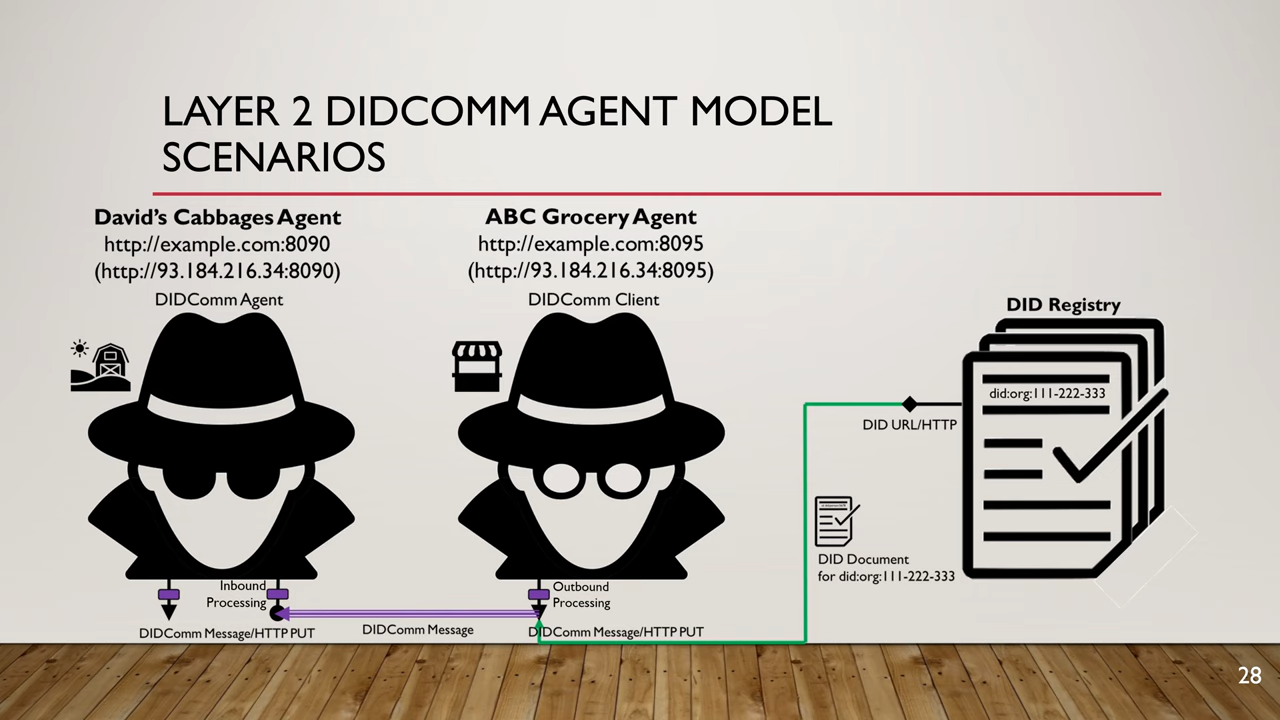 LAYER 2 DIDCOMM AGENT MODEL
SCENARIOS
David's Cabbages Agent
http://example.com:8090
(http://93.184.216.34:8090)
DIDComm Agent
ABC Grocery Agent
http://example.com:8095
(http://93.184.216.34:8095)
DIDComm Client
DID Registry
did:org:111-222-333
DID URL/HTTP
DID Document
for did:org:111-222-333
Inbound
Processing
Outbound
Processing
DIDComm Message/HTTP PUT
DIDComm Message
DIDComm Message/HTTP PUT
28